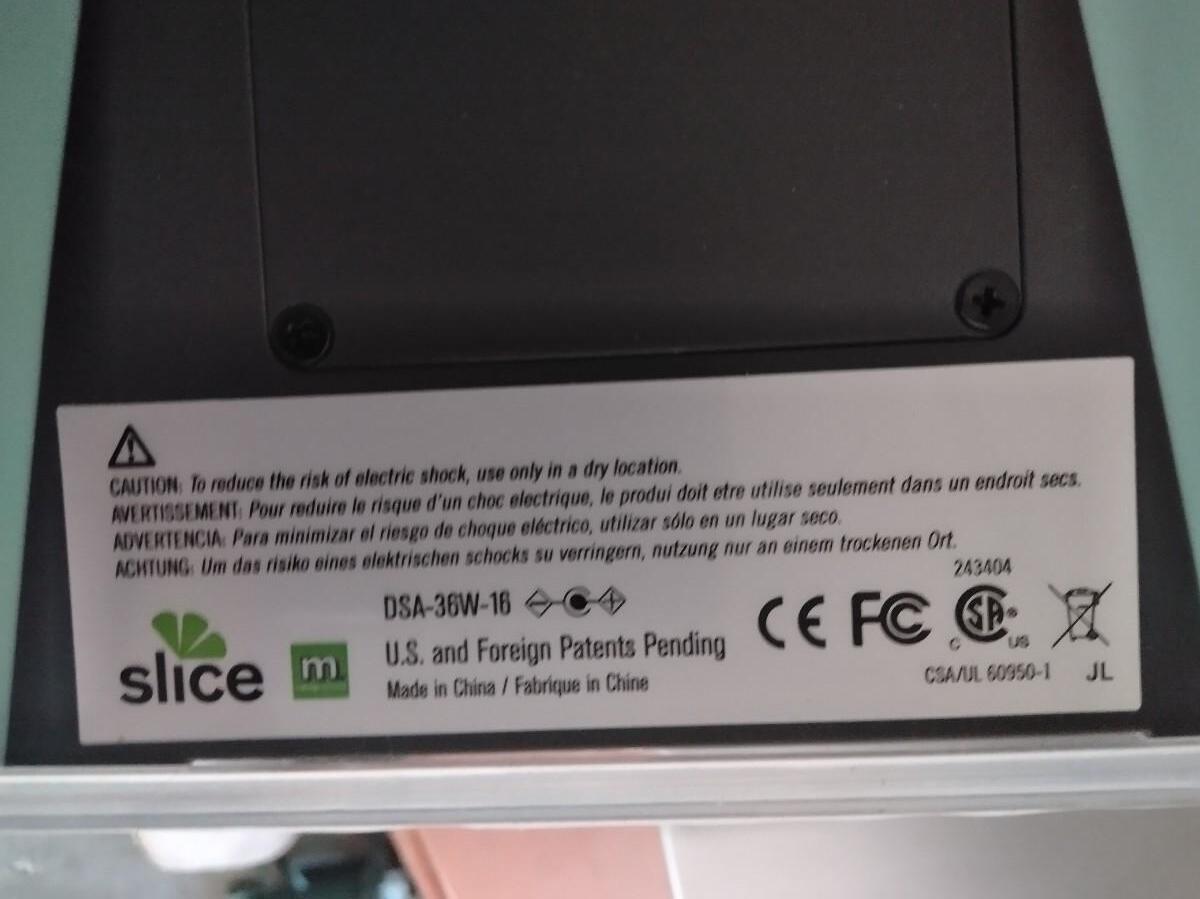 CAUTION: To reduce the risk of electric shock, use only in a dry location.
AVERTISSEMENT: Pour reduire le risque d'un choc electrique, le produi doit etre utilise seulement dans un endroit secs.
ADVERTENCIA: Para minimizar el riesgo de choque eléctrico, utilizar sólo en un lugar seco.
ACHTUNG: Um das risiko eines elektrischen schocks su verringern, nutzung nur an einem trockenen Ort.
DSA-36W-16
243404
CE FC C SA® US
slice
m
U.S. and Foreign Patents Pending
Made in China / Fabrique in Chine
CSA/UL 60950-1 JL